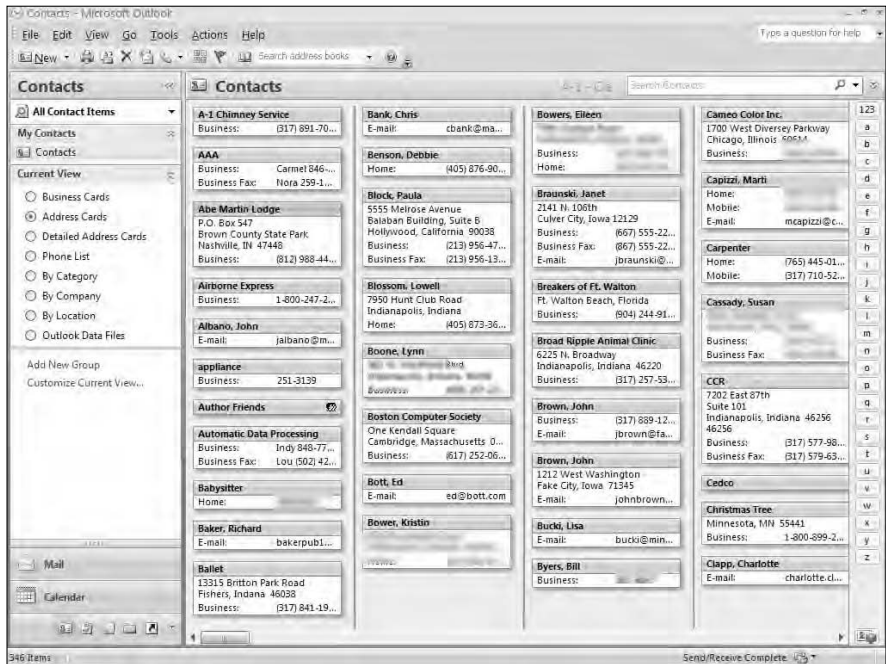 Contacts - Microsoft Outlook
File Edit View Go Tools Actions Help
Type a question for help
New Search address books
Contacts
All Contact Items
My Contacts
Contacts
Current View
Business Cards
Address Cards
Detailed Address Cards
Phone List
By Category
By Company
By Location
Outlook Data Files
Add New Group
Customize Current View...
Mail
Calendar
Contacts
Search Contacts
A-1 Chimney Service
Business: (317) 891-70...
AAA
Business: Carmel 846-...
Business Fax: Nora 259-1...
Abe Martin Lodge
P.O. Box 547
Brown County State Park
Nashville, IN 47448
Business: (812) 988-44...
Airborne Express
Business: 1-800-247-2...
Albano, John
E-mail: jalbano@m...
appliance
Business: 251-3139
Author Friends
Automatic Data Processing
Business: Indy 848-77...
Business Fax: Lou (502) 42...
Babysitter
Home:
Baker, Richard
E-mail: bakerpub1...
Ballet
13315 Britton Park Road
Fishers, Indiana 46038
Business: (317) 841-19...
Bank, Chris
E-mail: cbank@ma...
Benson, Debbie
Home: (405) 876-90...
Block, Paula
5555 Melrose Avenue
Balaban Building, Suite B
Hollywood, California 90038
Business: (213) 956-47...
Business Fax: (213) 956-13...
Blossom, Lowell
7950 Hunt Club Road
Indianapolis, Indiana
Home: (405) 873-36...
Boone, Lynn
Blvd
Boston Computer Society
One Kendall Square
Cambridge, Massachusetts 0...
Business: (617) 252-06...
Bott, Ed
E-mail: ed@bott.com
Bower, Kristin
Bowers, Eileen
Business:
Home:
Braunski, Janet
2141 N. 106th
Culver City, Iowa 12129
Business: (667) 555-22...
Business Fax: (867) 555-22...
E-mail: jbraunski@...
Breakers of Ft. Walton
Ft. Walton Beach, Florida
Business: (904) 244-91...
Broad Ripple Animal Clinic
6225 N. Broadway
Indianapolis, Indiana 46220
Business: (317) 257-53...
Brown, John
Business: (317) 889-12...
E-mail: jbrown@fa...
Brown, John
1212 West Washington
Fake City, Iowa 71345
E-mail: johnbrown...
Bucki, Lisa
E-mail: bucki@min...
Byers, Bill
Business:
Cameo Color Inc.
1700 West Diversey Parkway
Chicago, Illinois
Business:
Capizzi, Marti
Home:
Mobile:
E-mail: mcapizzi@c...
Carpenter
Home: (765) 445-01...
Mobile: (317) 710-52...
Cassady, Susan
Business:
Business Fax:
CCR
7202 East 87th
Suite 101
Indianapolis, Indiana 46256
46256
Business: (317) 577-98...
Business Fax: (317) 579-63...
Cedco
Christmas Tree
Minnesota, MN 55441
Business: 1-800-899-2...
Clapp, Charlotte
E-mail: charlotte.cl...
123
a
b
c
d
e
f
g
h
i
j
k
l
m
n
o
p
q
r
s
t
u
v
w
x
y
z
346 Items
Send/Receive Complete